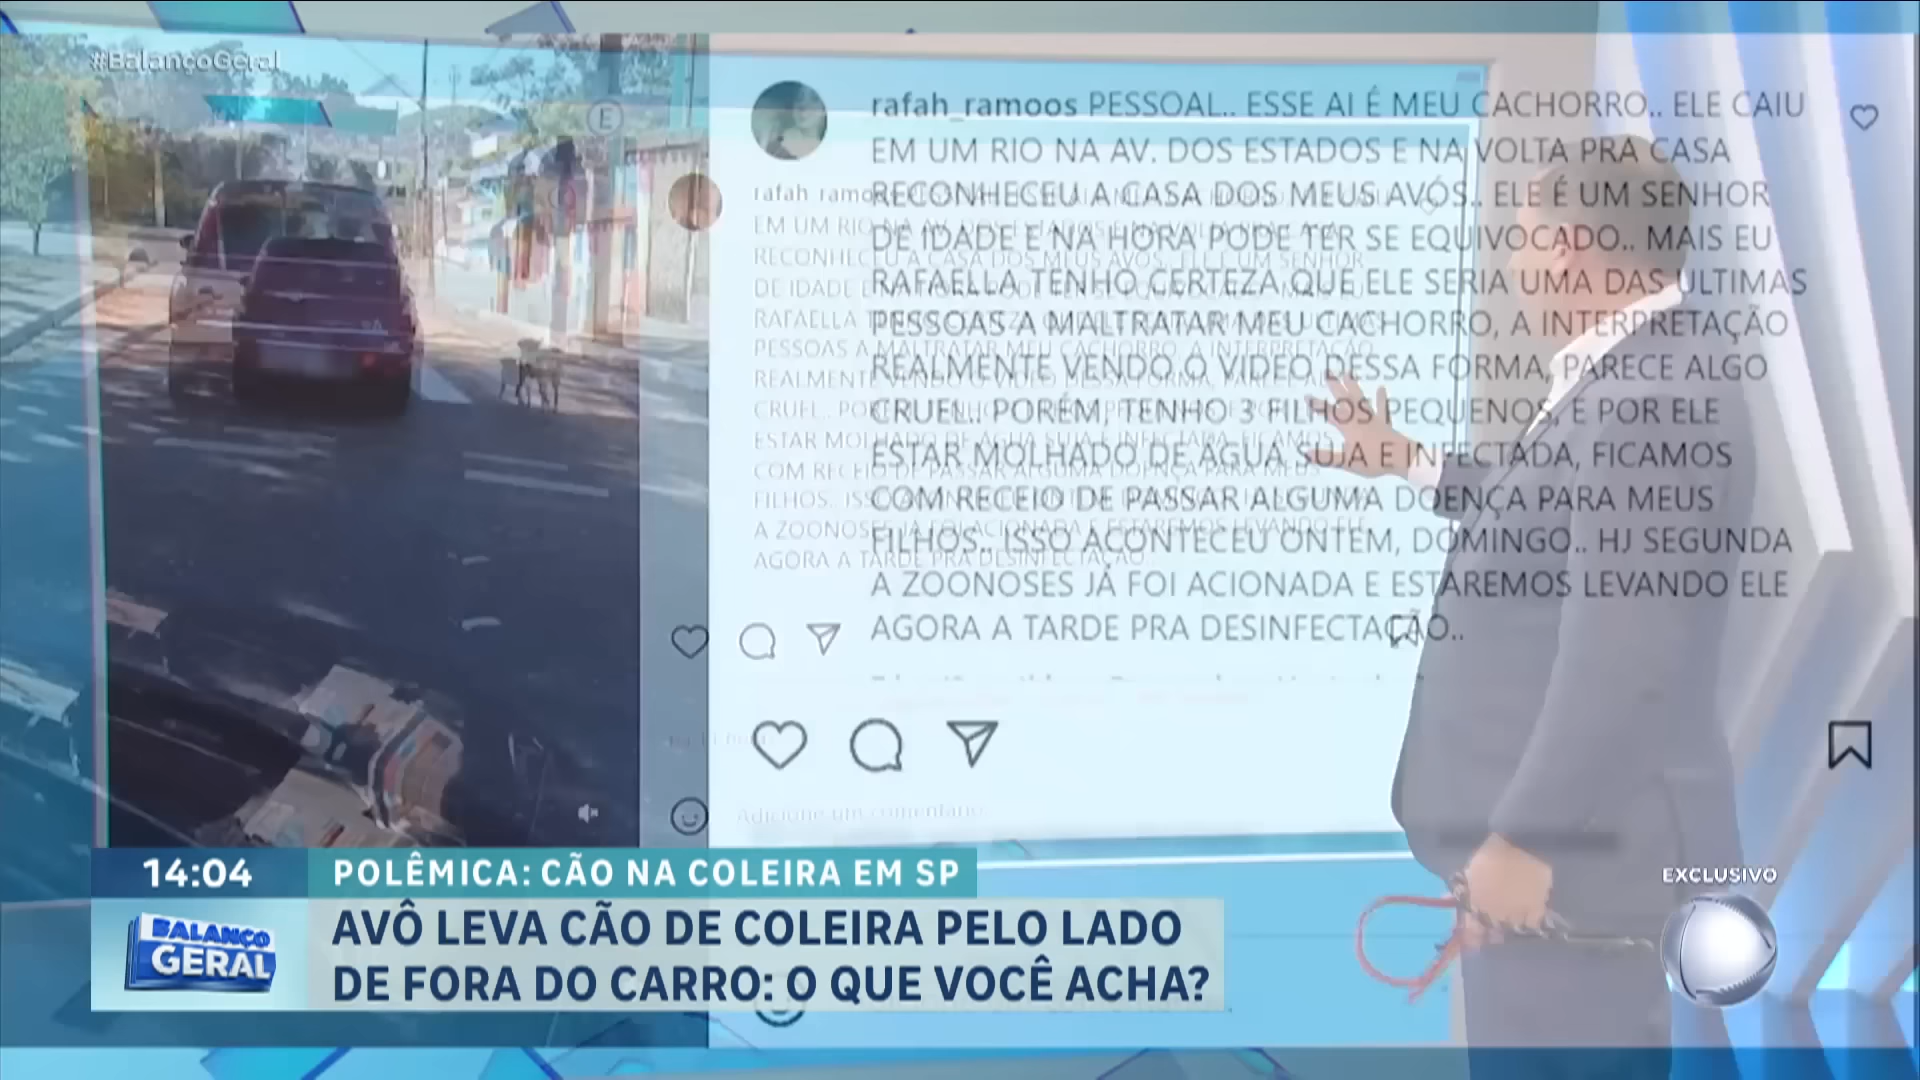 #BalançoGeral
rafah_ramoos PESSOAL.. ESSE AI É MEU CACHORRO.. ELE CAIU
EM UM RIO NA AV. DOS ESTADOS E NA VOLTA PRA CASA
RECONHECEU A CASA DOS MEUS AVÓS.. ELE É UM SENHOR
DE IDADE E NA HORA PODE TER SE EQUIVOCADO.. MAIS EU
RAFAELLA TENHO CERTEZA QUE ELE SERIA UMA DAS ULTIMAS
PESSOAS A MALTRATAR MEU CACHORRO, A INTERPRETAÇÃO
REALMENTE VENDO O VIDEO DESSA FORMA, PARECE ALGO
CRUEL.. PORÉM, TENHO 3 FILHOS PEQUENOS, E POR ELE
ESTAR MOLHADO DE AGUA SUJA E INFECTADA, FICAMOS
COM RECEIO DE PASSAR ALGUMA DOENÇA PARA MEUS
FILHOS.. ISSO ACONTECEU ONTEM, DOMINGO.. HJ SEGUNDA
A ZOONOSES JÁ FOI ACIONADA E ESTAREMOS LEVANDO ELE
AGORA A TARDE PRA DESINFECTAÇÃO..
Adicione um comentário
14:04
POLÊMICA: CÃO NA COLEIRA EM SP
BALANÇO
GERAL
AVÔ LEVA CÃO DE COLEIRA PELO LADO
DE FORA DO CARRO: O QUE VOCÊ ACHA?
EXCLUSIVO